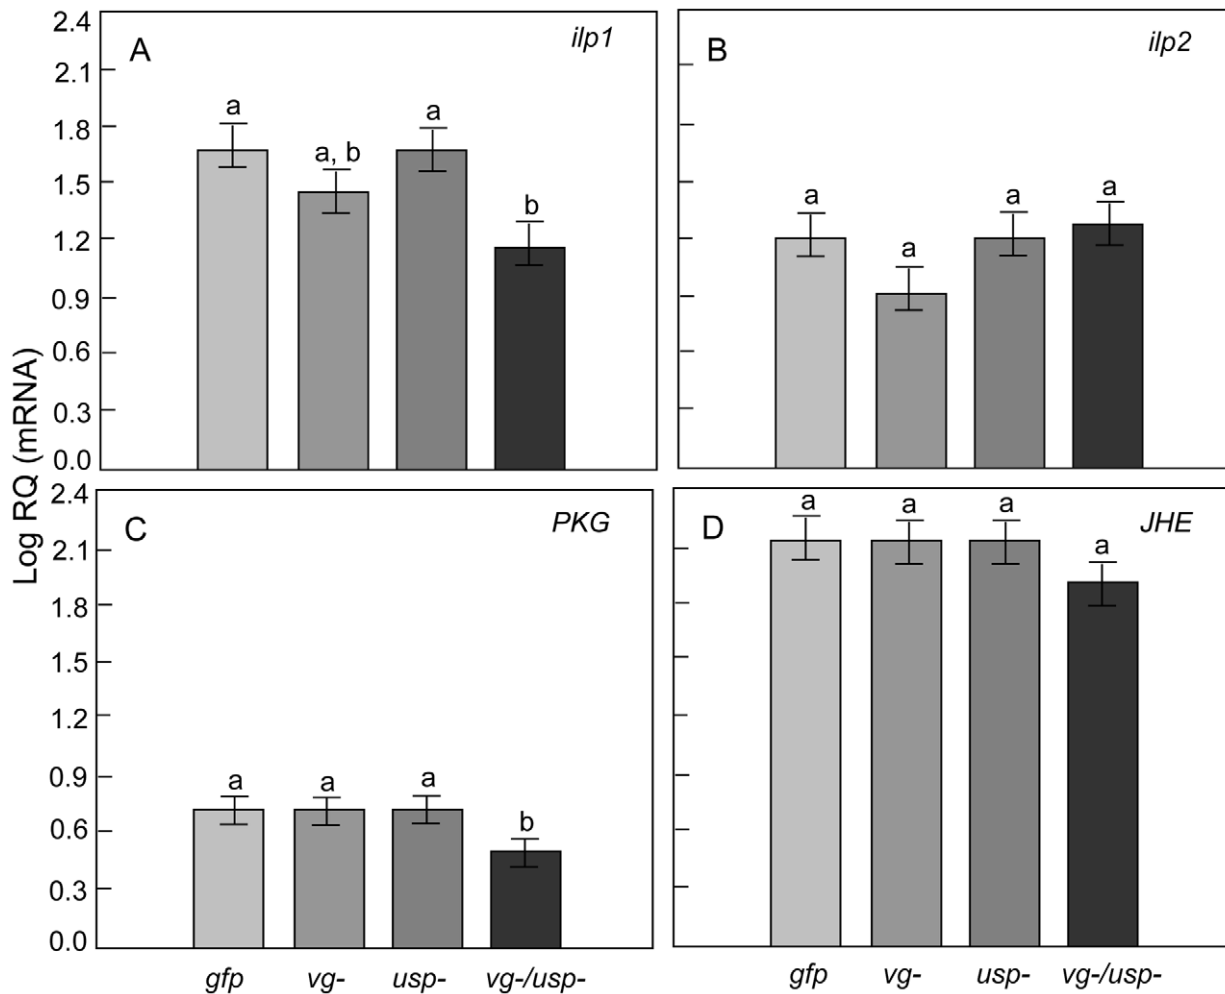 Log RQ (mRNA)
2.4
2.1
1.8
1.5
1.2
0.9
0.6
0.3
0.0
A
ilp1
a
a, b
a
b
B
ilp2
a
a
a
a
2.4
2.1
1.8
1.5
1.2
0.9
0.6
0.3
0.0
C
PKG
a
a
a
b
D
JHE
a
a
a
a
gfp vg- usp- vg-/usp-
gfp vg- usp- vg-/usp-